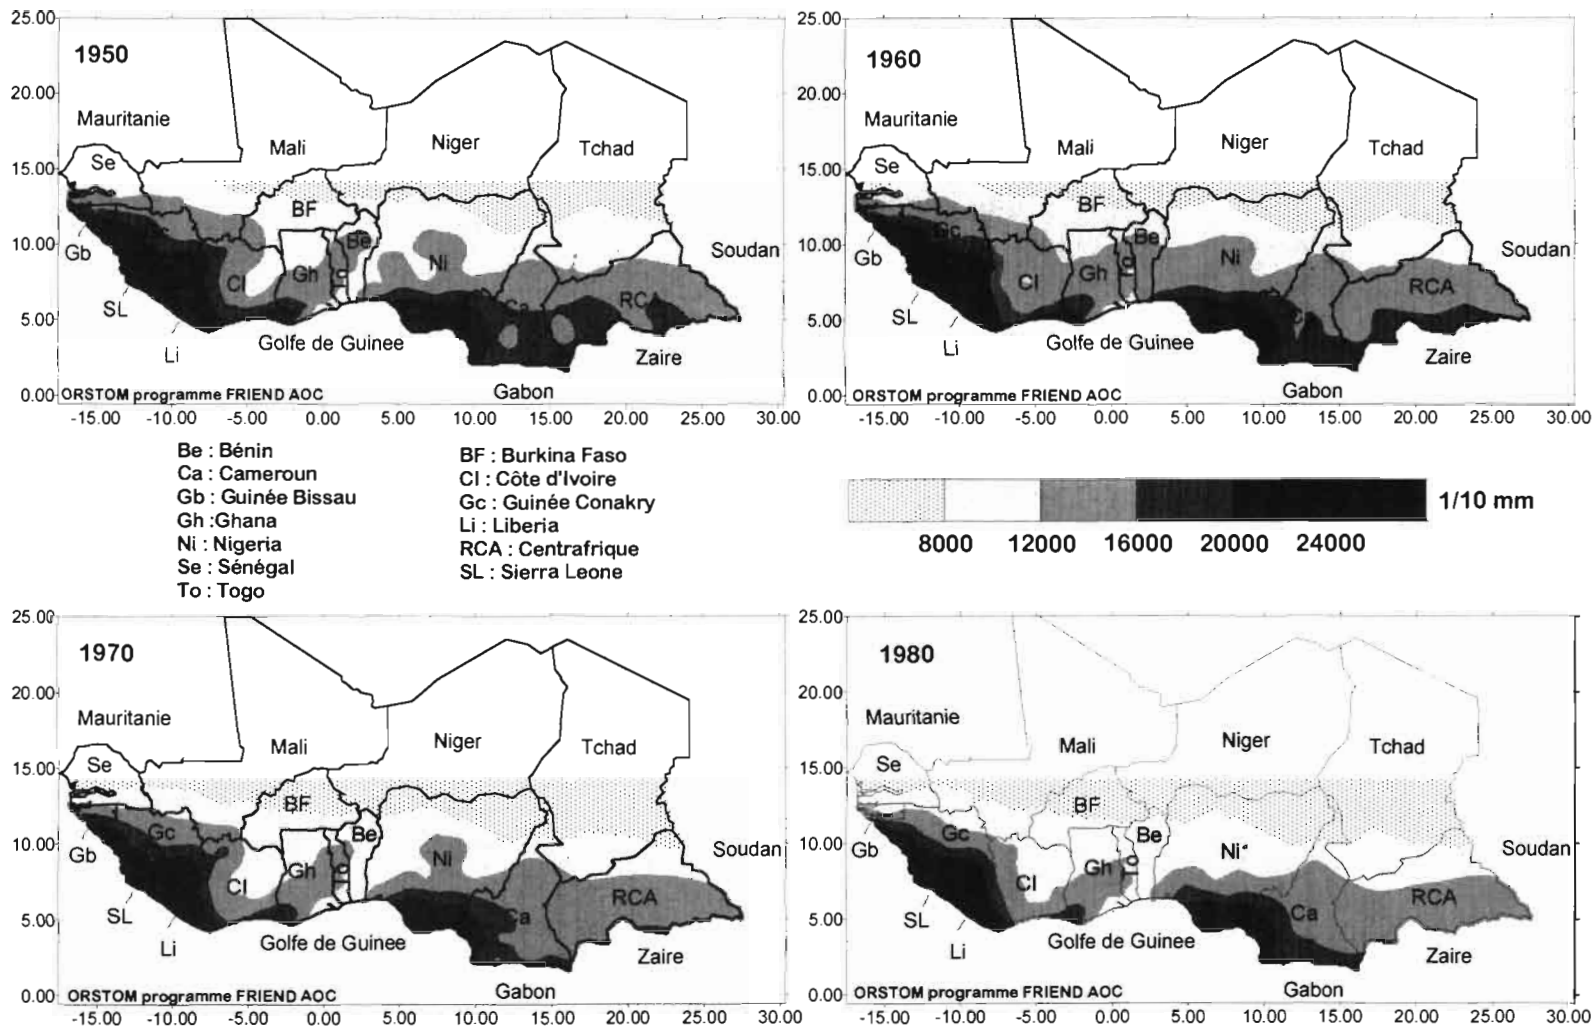 25.00
1950
20.00
Mauritanie
Se
Mali
Niger
Tchad
15.00
BF
10.00
Be
Soudan
Gb
Ni
CI
Gh
To
SL
Ca
RCA
5.00
Golfe de Guinee
Li
Zaire
Gabon
0.00
ORSTOM programme FRIEND AOC
-15.00 -10.00 -5.00 0.00 5.00 10.00 15.00 20.00 25.00 30.00
25.00
1960
20.00
Mauritanie
Se
Mali
Niger
Tchad
15.00
BF
Gc
Be
10.00
Soudan
Gb
Ni
CI
Gh
To
RCA
SL
5.00
Golfe de Guinee
Li
Zaire
Gabon
0.00
ORSTOM programme FRIEND AOC
-15.00 -10.00 -5.00 0.00 5.00 10.00 15.00 20.00 25.00 30.00
Be : Bénin
Ca : Cameroun
Gb : Guinée Bissau
Gh :Ghana
Ni : Nigeria
Se : Sénégal
To : Togo
BF : Burkina Faso
CI : Côte d'Ivoire
Gc : Guinée Conakry
Li : Liberia
RCA : Centrafrique
SL : Sierra Leone
1/10 mm
8000 12000 16000 20000 24000
25.00
1970
20.00
Mauritanie
Mali
Niger
Tchad
Se
15.00
BF
Gc
Be
10.00
Gb
Soudan
Ni
Gh
To
CI
RCA
SL
Ca
5.00
Li
Golfe de Guinee
Zaire
Gabon
0.00
ORSTOM programme FRIEND AOC
-15.00 -10.00 -5.00 0.00 5.00 10.00 15.00 20.00 25.00 30.00
25.00
1980
20.00
Mauritanie
Mali
Niger
Tchad
Se
15.00
BF
Gc
Be
10.00
Gb
Soudan
Ni
Gh
To
CI
RCA
SL
Ca
5.00
Li
Golfe de Guinee
Zaire
Gabon
0.00
ORSTOM programme FRIEND AOC
-15.00 -10.00 -5.00 0.00 5.00 10.00 15.00 20.00 25.00 30.00